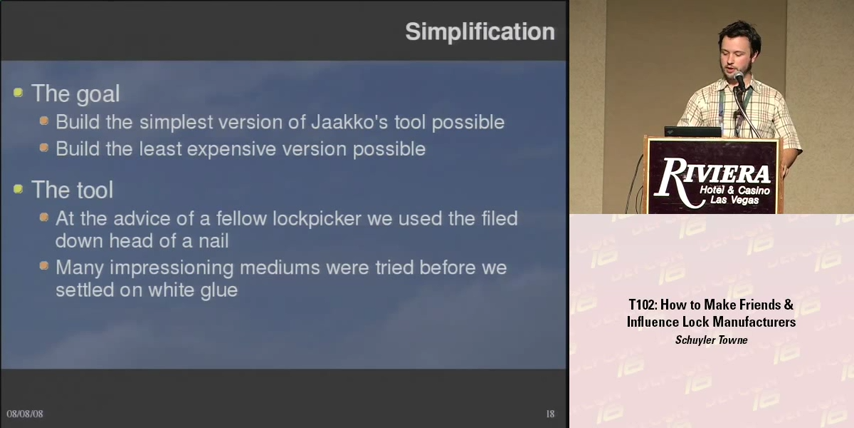 Simplification
The goal
Build the simplest version of Jaakko's tool possible
Build the least expensive version possible
The tool
At the advice of a fellow lockpicker we used the filed
down head of a nail
Many impressioning mediums were tried before we
settled on white glue
08/08/08
18
RIVIERA
Hotel & Casino
Las Vegas
T102: How to Make Friends &
Influence Lock Manufacturers
Schuyler Towne